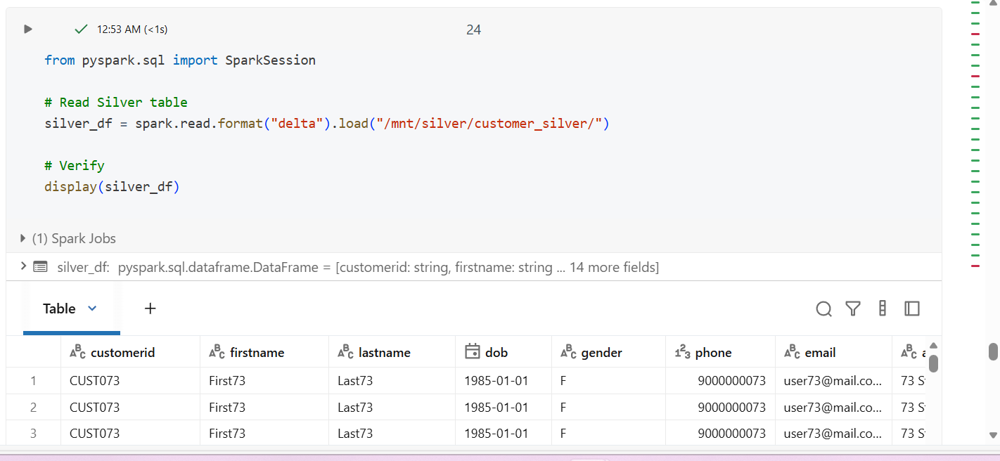 12:53 AM (<1s)
24
from pyspark.sql import SparkSession
# Read Silver table
silver_df = spark.read.format("delta").load("/mnt/silver/customer_silver/")
# Verify
display(silver_df)
(1) Spark Jobs
silver_df: pyspark.sql.dataframe.DataFrame = [customerid: string, firstname: string ... 14 more fields]
Table +
customerid firstname lastname dob gender phone email
1 CUST073 First73 Last73 1985-01-01 F 9000000073 user73@mail.co... 73
2 CUST073 First73 Last73 1985-01-01 F 9000000073 user73@mail.co... 73
3 CUST073 First73 Last73 1985-01-01 F 9000000073 user73@mail.co... 73